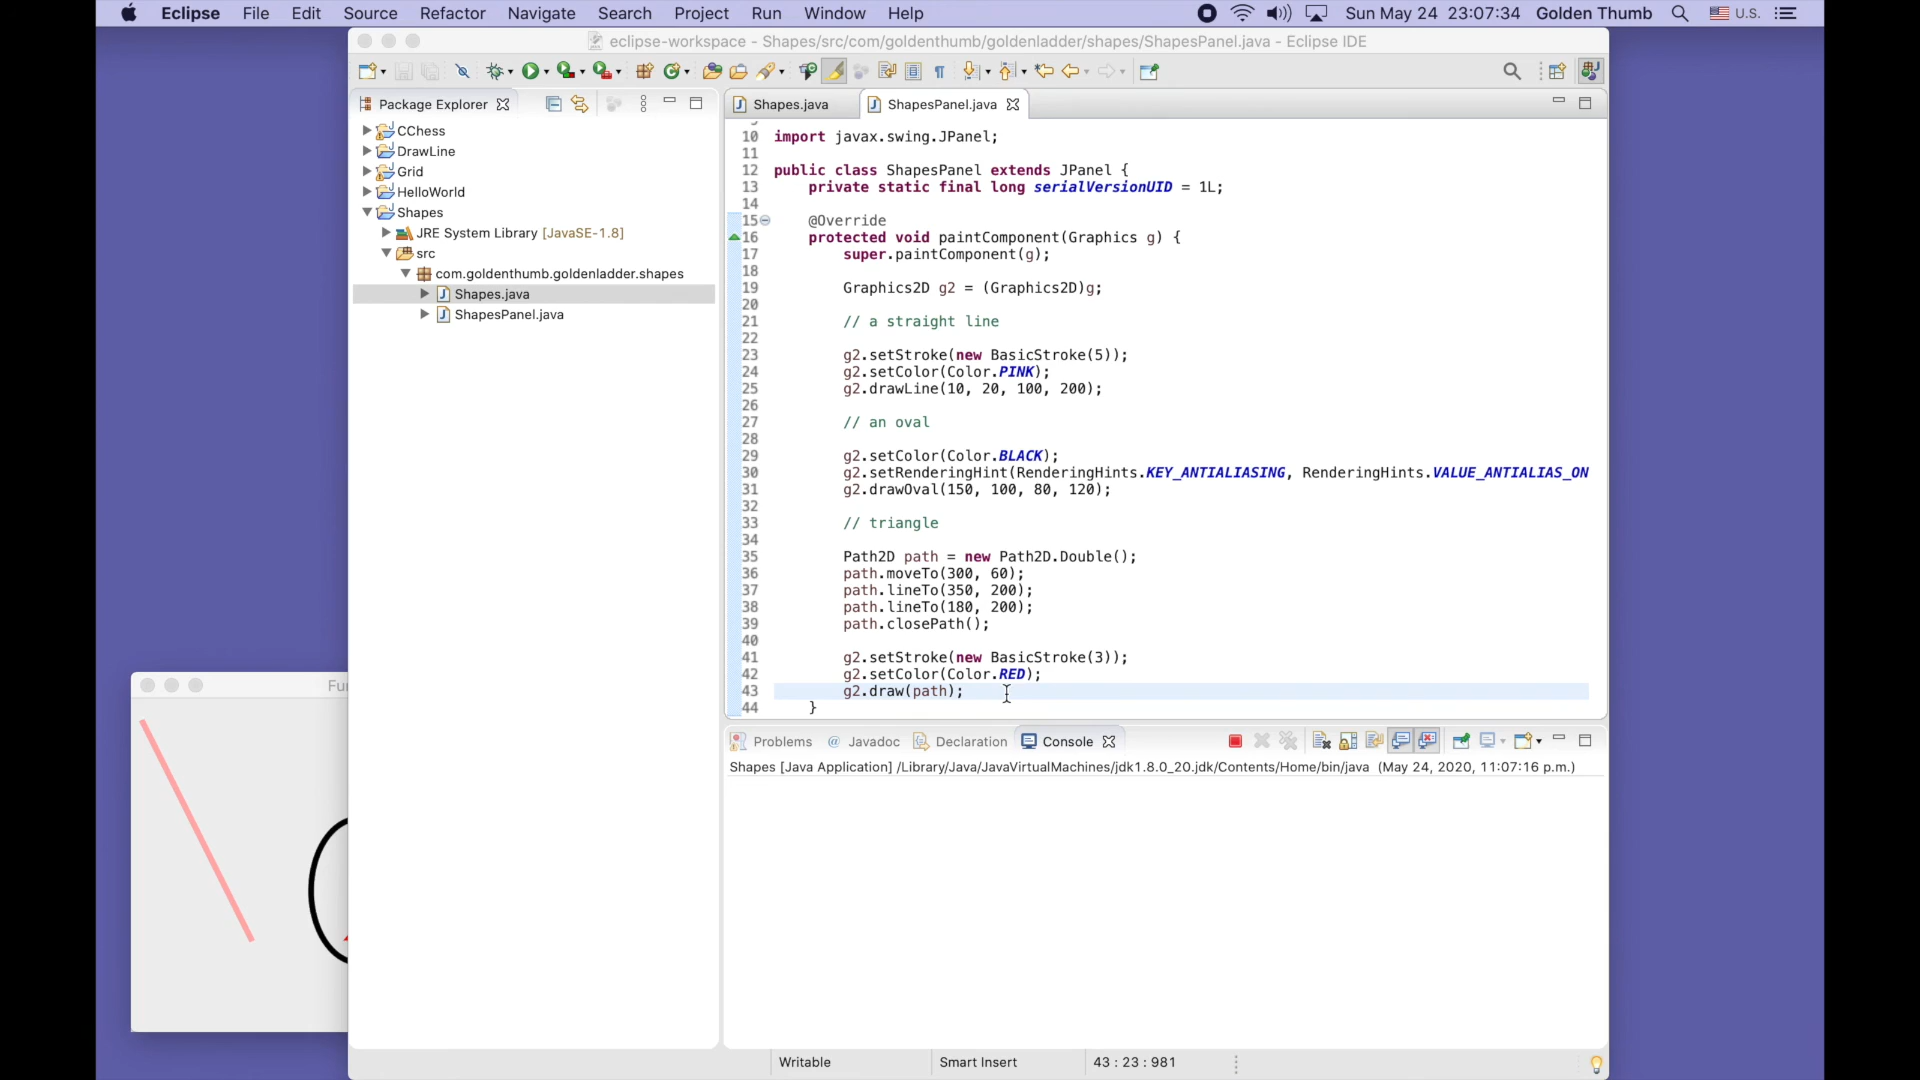 Eclipse File Edit Source Refactor Navigate Search Project Run Window Help Sun May 24 23:07:34 Golden Thumb U.S.
eclipse-workspace - Shapes/src/com/goldenthumb/goldenladder/shapes/ShapesPanel.java - Eclipse IDE
Package Explorer
CChess
DrawLine
Grid
HelloWorld
Shapes
JRE System Library [JavaSE-1.8]
src
com.goldenthumb.goldenladder.shapes
Shapes.java
ShapesPanel.java
Shapes.java ShapesPanel.java
10 import javax.swing.JPanel;
11
12 public class ShapesPanel extends JPanel {
13 private static final long serialVersionUID = 1L;
14
15 @Override
16 protected void paintComponent(Graphics g) {
17 super.paintComponent(g);
18
19 Graphics2D g2 = (Graphics2D)g;
20
21 // a straight line
22
23 g2.setStroke(new BasicStroke(5));
24 g2.setColor(Color.PINK);
25 g2.drawLine(10, 20, 100, 200);
26
27 // an oval
28
29 g2.setColor(Color.BLACK);
30 g2.setRenderingHint(RenderingHints.KEY_ANTIALIASING, RenderingHints.VALUE_ANTIALIAS_ON
31 g2.drawOval(150, 100, 80, 120);
32
33 // triangle
34
35 Path2D path = new Path2D.Double();
36 path.moveTo(300, 60);
37 path.lineTo(350, 200);
38 path.lineTo(180, 200);
39 path.closePath();
40
41 g2.setStroke(new BasicStroke(3));
42 g2.setColor(Color.RED);
43 g2.draw(path);
44 }
Problems @ Javadoc Declaration Console
Shapes [Java Application] /Library/Java/JavaVirtualMachines/jdk1.8.0_20.jdk/Contents/Home/bin/java (May 24, 2020, 11:07:16 p.m.)
Writable Smart Insert 43 : 23 : 981